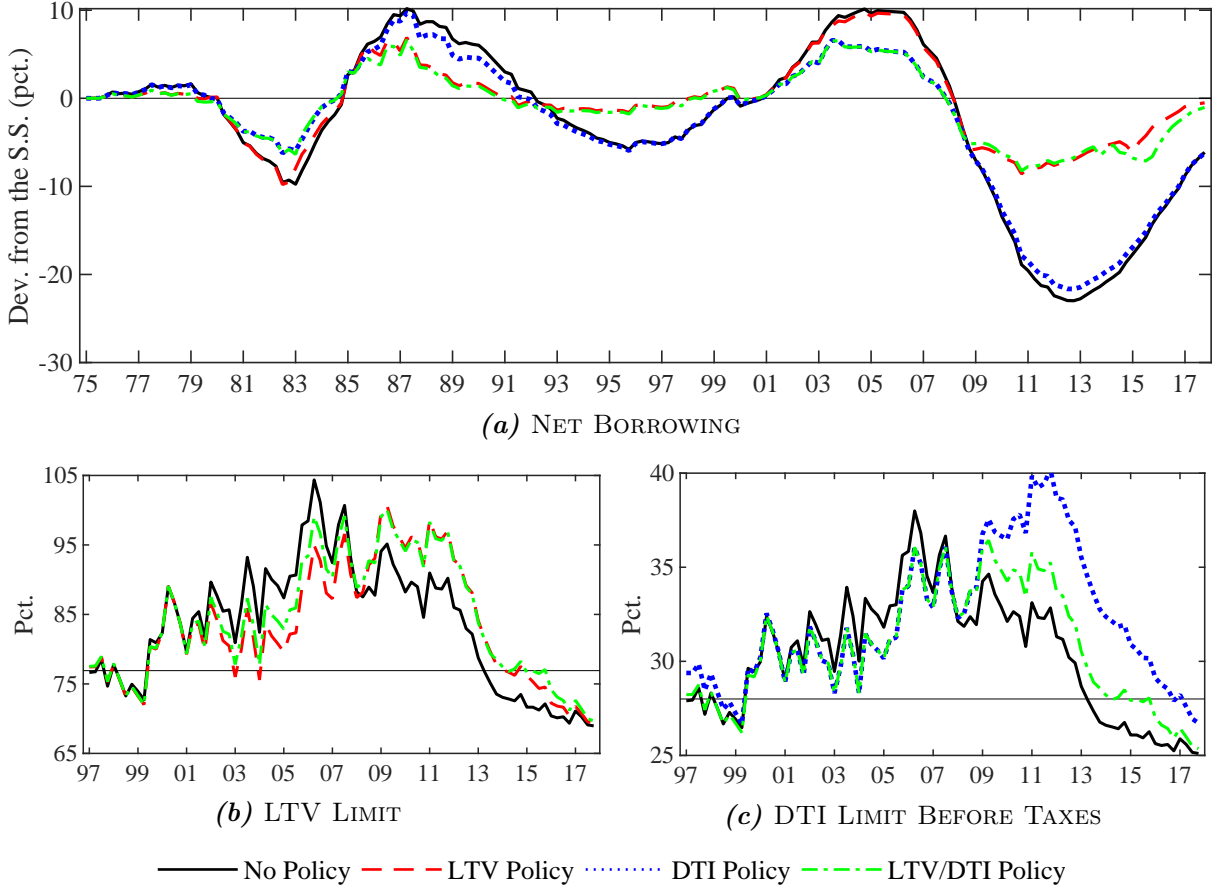 Dev. from the S.S. (pct.)
10
0
-10
-20
-30
75 77 79 81 83 85 87 89 91 93 95 97 99 01 03 05 07 09 11 13 15 17
(a) NET BORROWING
Pct.
105
95
85
75
65
97 99 01 03 05 07 09 11 13 15 17
(b) LTV LIMIT
Pct.
40
35
30
25
97 99 01 03 05 07 09 11 13 15 17
(c) DTI LIMIT BEFORE TAXES
No Policy LTV Policy DTI Policy LTV/DTI Policy